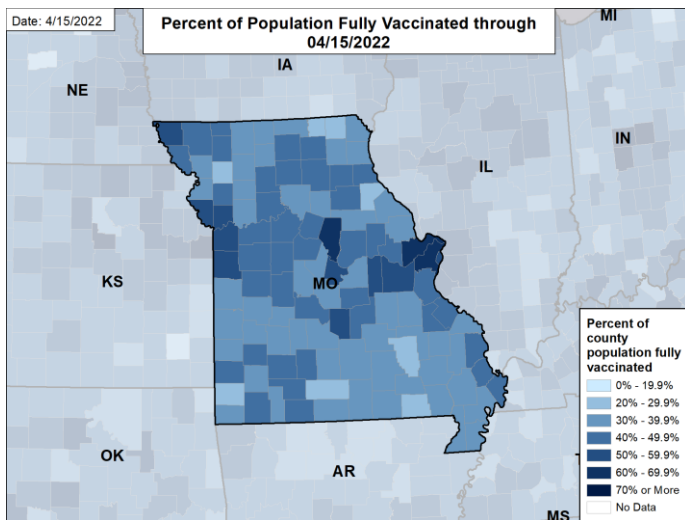 Date: 4/15/2022
Percent of Population Fully Vaccinated through
04/15/2022
MI
IA
NE
IN
IL
KS
MO
OK
AR
MS
Percent of
county
population fully
vaccinated
0% - 19.9%
20% - 29.9%
30% - 39.9%
40% - 49.9%
50% - 59.9%
60% - 69.9%
70% or More
No Data